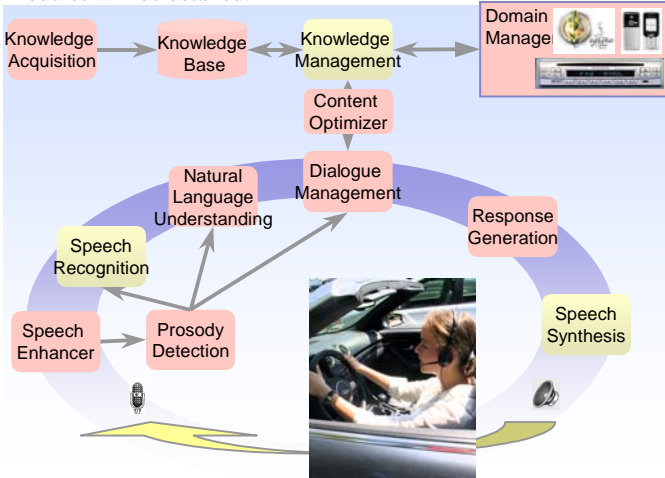 Knowledge
Acquisition
Knowledge
Base
Knowledge
Management
Domain
Manage
Content
Optimizer
Natural
Language
Understanding
Dialogue
Management
Response
Generation
Speech
Recognition
Speech
Enhancer
Prosody
Detection
Speech
Synthesis